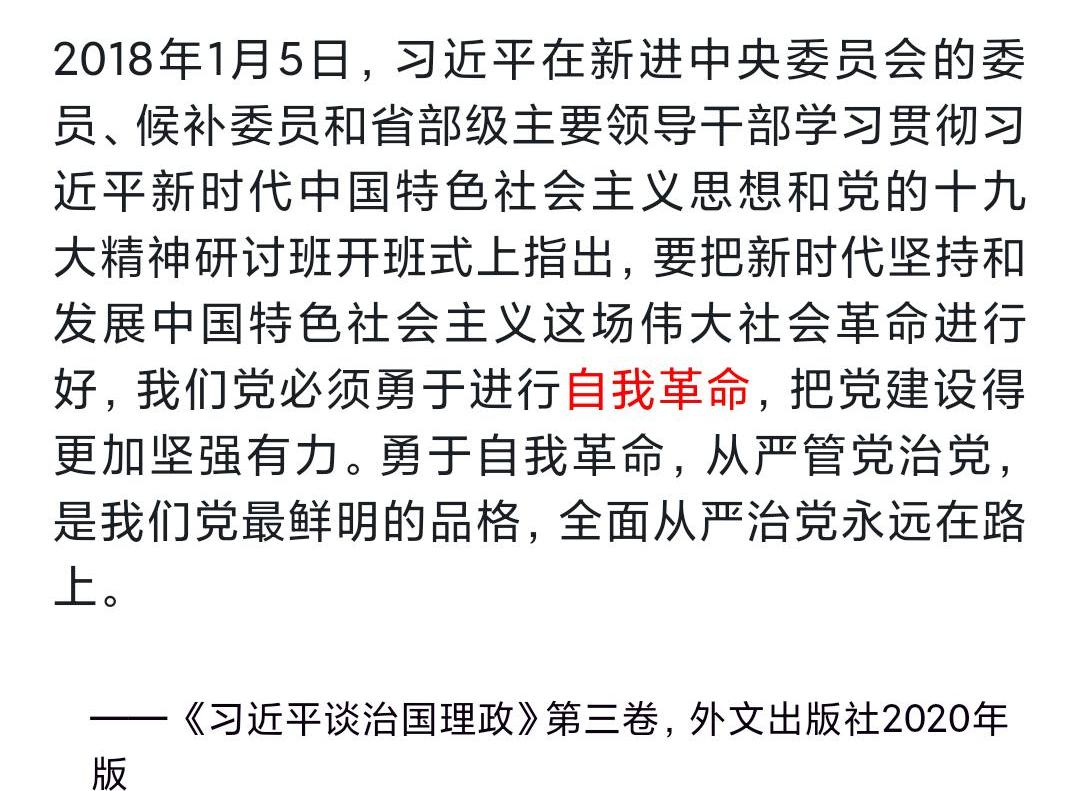 2018年1月5日，习近平在新进中央委员会的委
员、候补委员和省部级主要领导干部学习贯彻习
近平新时代中国特色社会主义思想和党的十九
大精神研讨班开班式上指出，要把新时代坚持和
发展中国特色社会主义这场伟大社会革命进行
好，我们党必须勇于进行自我革命，把党建设得
更加坚强有力。勇于自我革命，从严管党治党，
是我们党最鲜明的品格，全面从严治党永远在路
上。
——《习近平谈治国理政》第三卷，外文出版社2020年
版